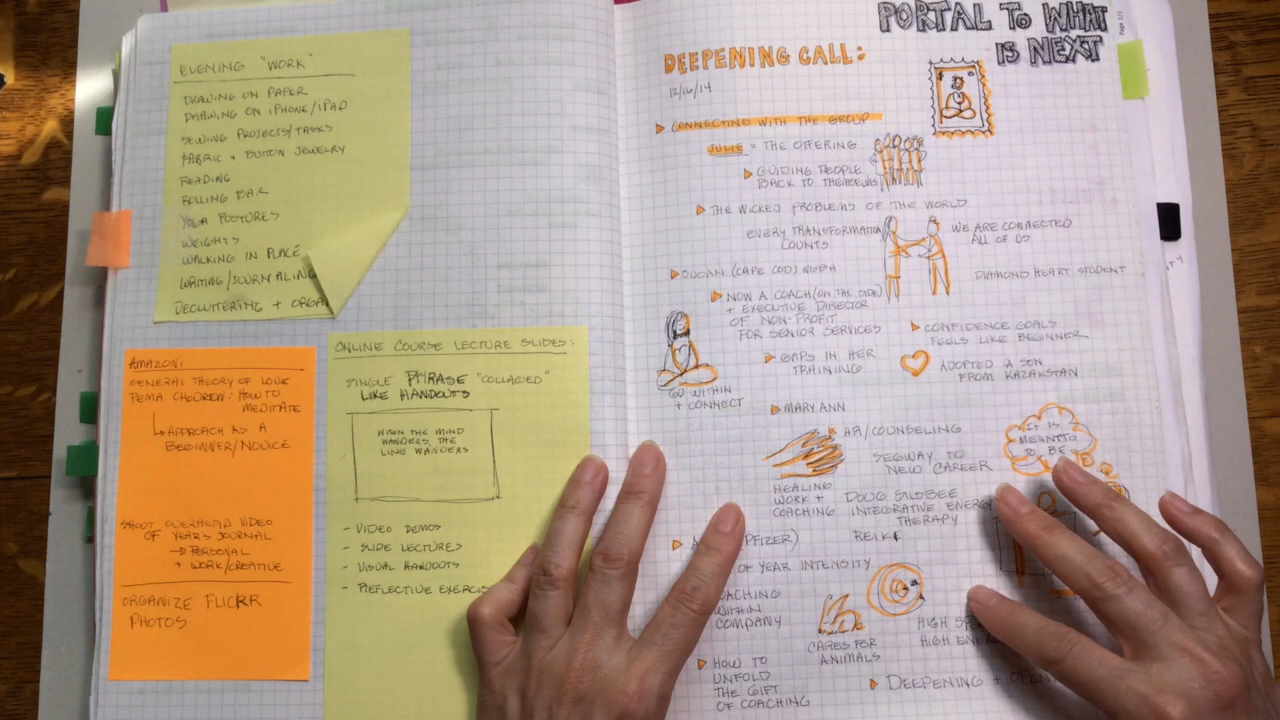 EVENING "WORK"
DRAWING ON PAPER
DRAWING ON iPHONE/iPAD
SEWING PROJECTS/TASKS
FABRIC + BUTTON JEWELRY
READING
ROLLING BAR
YOGA POSTURES
WEIGHTS
WALKING IN PLACE
WRITING/JOURNALING
DECLUTTERING + ORGA
AMAZON:
GENERAL THEORY OF LOVE
PEMA CHODRON: HOW TO
MEDITATE
APPROACH AS A
BEGINNER/NOVICE
SHOOT OVERHEAD VIDEO
OF YEARS JOURNAL
→ PERSONAL
+ WORK/CREATIVE
ORGANIZE FLICKR
PHOTOS
ONLINE COURSE LECTURE SLIDES:
SINGLE PHRASE "COLLAGED"
LIKE HANDOUTS
WHEN THE MIND
WANDERS, THE
LINE WANDERS
- VIDEO DEMOS
- SLIDE LECTURES
- VISUAL HANDOUTS
- REFLECTIVE EXERCIS
PORTAL TO WHAT
IS NEXT
Page 1/1
DEEPENING CALL:
12/16/14
CONNECTING WITH THE GROUP
JULIE = THE OFFERING
GUIDING PEOPLE
BACK TO THEMSELVES
THE WICKED PROBLEMS OF THE WORLD
EVERY TRANSFORMATION
COUNTS
WE ARE CONNECTED
ALL OF US
(CAPE COD)
DIAMOND HEART STUDENT
NOW A COACH (ON THE SIDE)
+ EXECUTIVE DIRECTOR
OF NON-PROFIT
FOR SENIOR SERVICES
CONFIDENCE GOALS
FEELS LIKE BEGINNER
GAPS IN HER
TRAINING
ADOPTED A SON
FROM KAZAKSTAN
GO WITHIN
+ CONNECT
MARY ANN
HR/COUNSELING
SEGWAY TO
NEW CAREER
IT IS
MEANT TO
BE
HEALING
WORK +
COACHING
DOUG SILSBEE
INTEGRATIVE ENERGY
THERAPY
REIKI
A
PFIZER)
OF YEAR INTENSITY
COACHING
WITHIN
COMPANY
CARES FOR
ANIMALS
HIGH
HIGH
HOW TO
UNFOLD
THE GIFT
OF COACHING
DEEPENING +